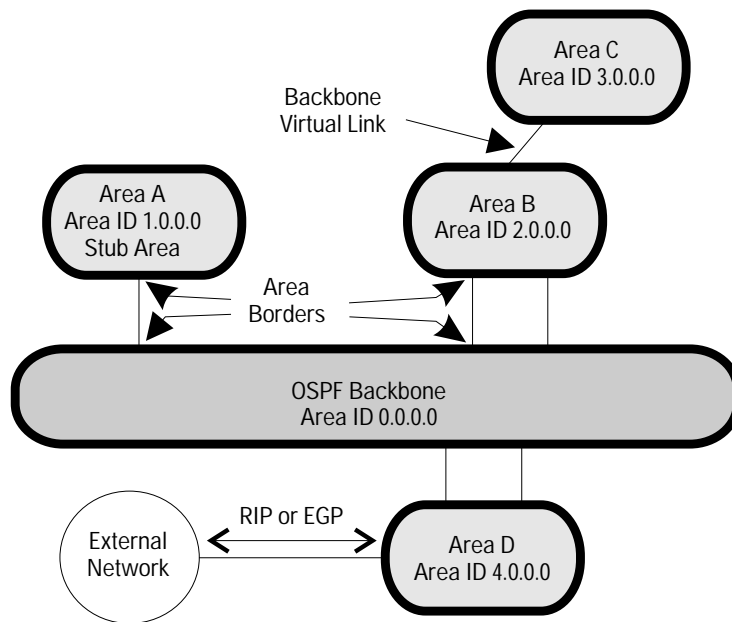 Area C
Area ID 3.0.0.0
Backbone
Virtual Link
Area A
Area ID 1.0.0.0
Stub Area
Area B
Area ID 2.0.0.0
Area
Borders
OSPF Backbone
Area ID 0.0.0.0
RIP or EGP
External
Network
Area D
Area ID 4.0.0.0